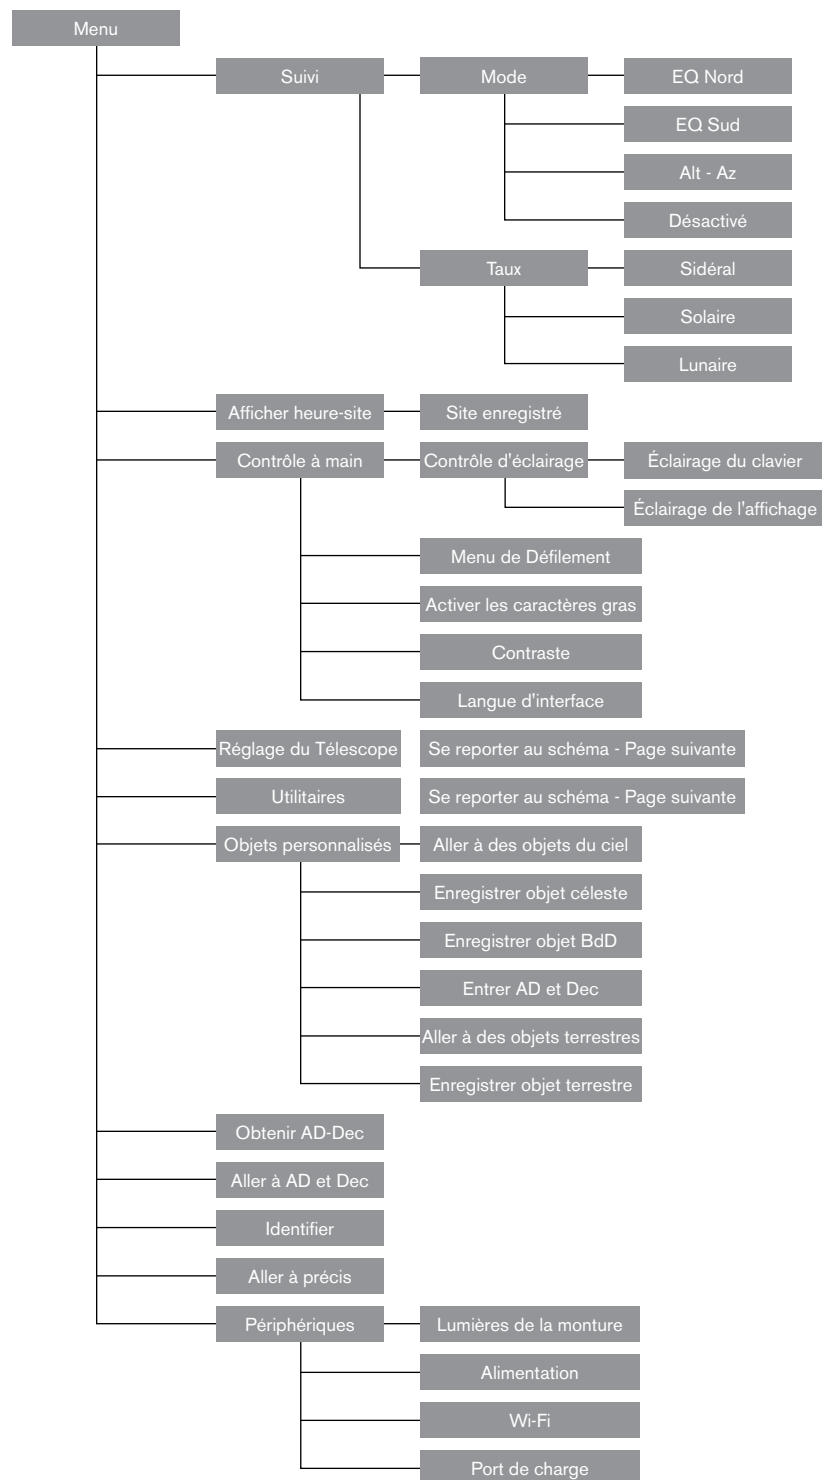 Menu
Suivi
Mode
EQ Nord
EQ Sud
Alt - Az
Désactivé
Taux
Sidéral
Solaire
Lunaire
Afficher heure-site
Site enregistré
Contrôle à main
Contrôle d'éclairage
Éclairage du clavier
Éclairage de l'affichage
Menu de Défilement
Activer les caractères gras
Contraste
Langue d'interface
Réglage du Télescope
Se reporter au schéma - Page suivante
Utilitaires
Se reporter au schéma - Page suivante
Objets personnalisés
Aller à des objets du ciel
Enregistrer objet céleste
Enregistrer objet BdD
Entrer AD et Dec
Aller à des objets terrestres
Enregistrer objet terrestre
Obtenir AD-Dec
Aller à AD et Dec
Identifier
Aller à précis
Périphériques
Lumières de la monture
Alimentation
Wi-Fi
Port de charge